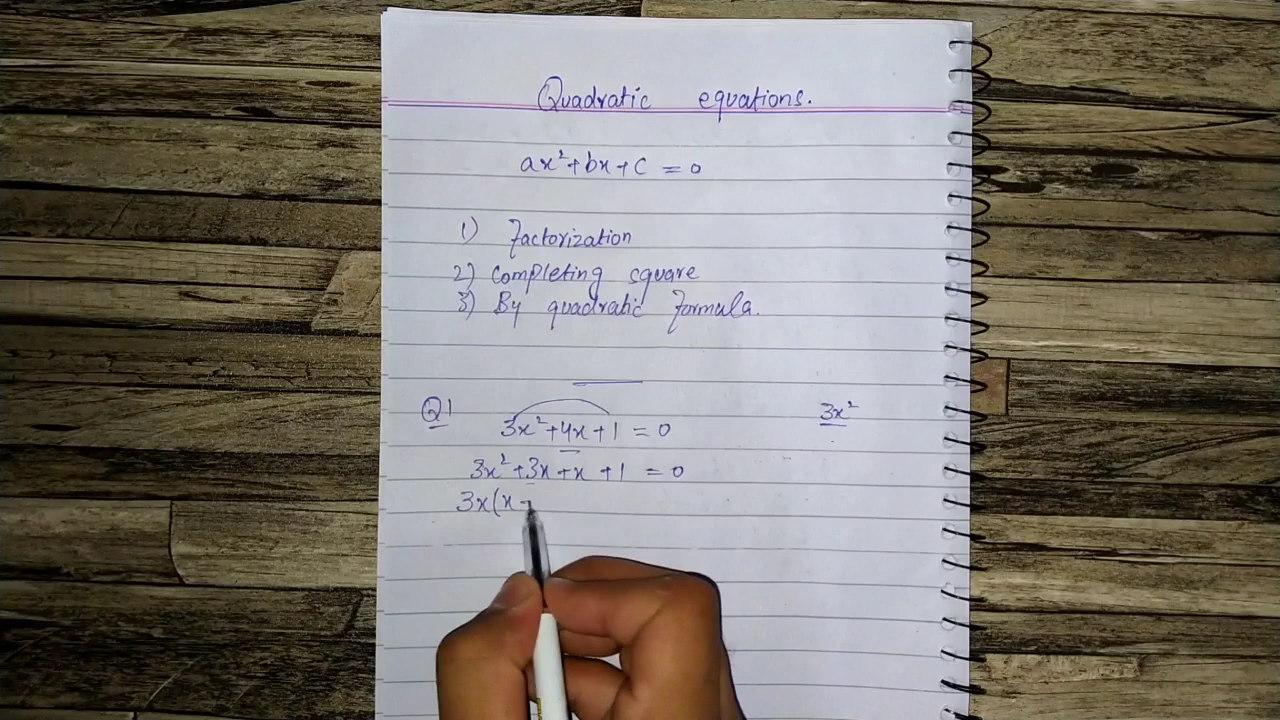 Quadratic equations.
ax²+bx+c = 0
1) Factorization
2) Completing square
3) By quadratic Formula.
Q1 3x²+4x+1 = 0 3x²
3x²+3x+x+1 = 0
3x(x -